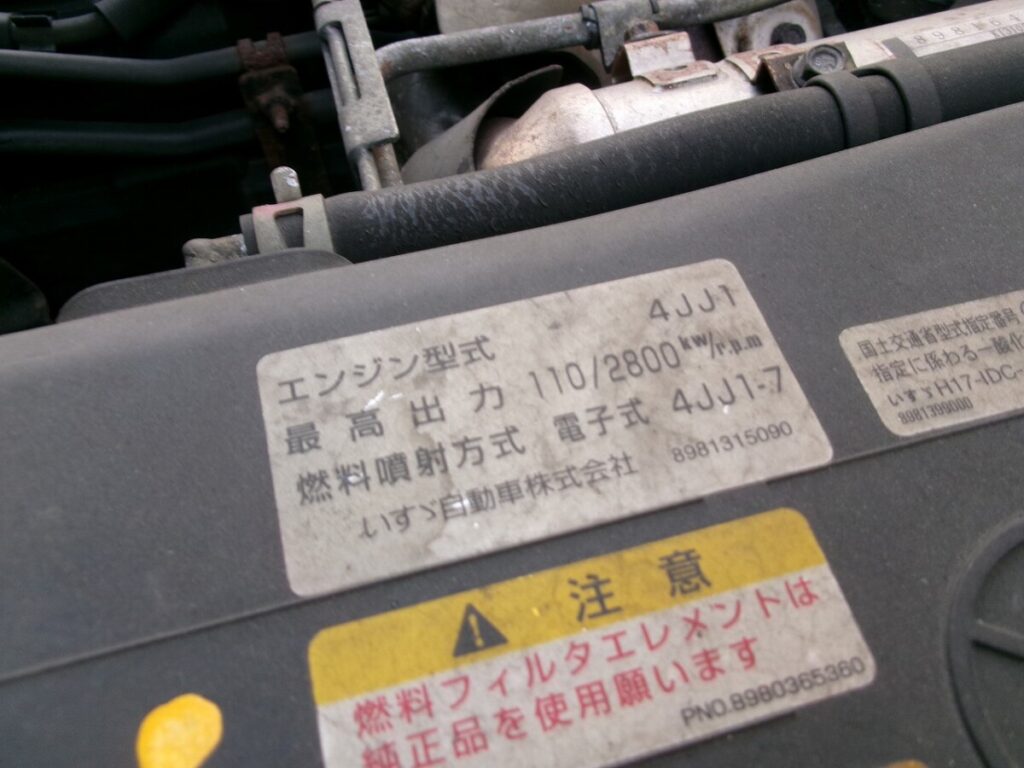 エンジン型式 4JJ1
最高出力 110/2800kw/r.p.m
燃料噴射方式 電子式 4JJ1-7
いすゞ自動車株式会社 8981315090
国土交通省型式指定番号
指定に係わる一酸化
いすゞH17-IDC-
8981399000
注意
燃料フィルタエレメントは
純正品を使用願います
PNO.8980365360